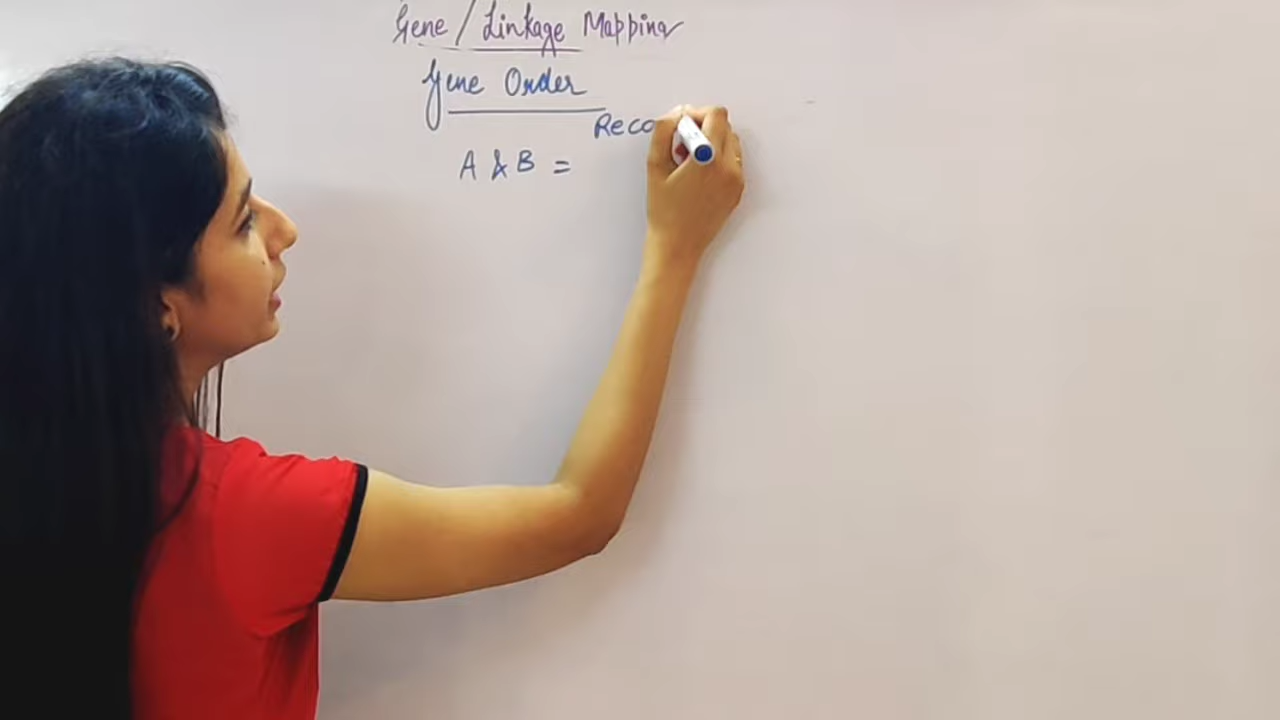 Gene / Linkage Mapping
Gene Order
Reco
A & B =